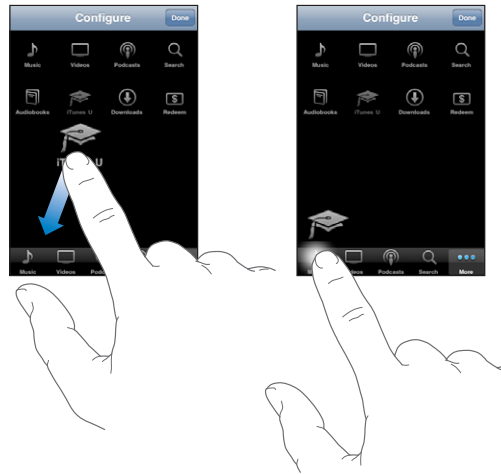 Configure Done
Music Videos Podcasts Search
Audiobooks iTunes U Downloads Redeem
Music Videos
Configure Done
Music Videos Podcasts Search
Audiobooks iTunes U Downloads Redeem
Videos Podcasts Search More